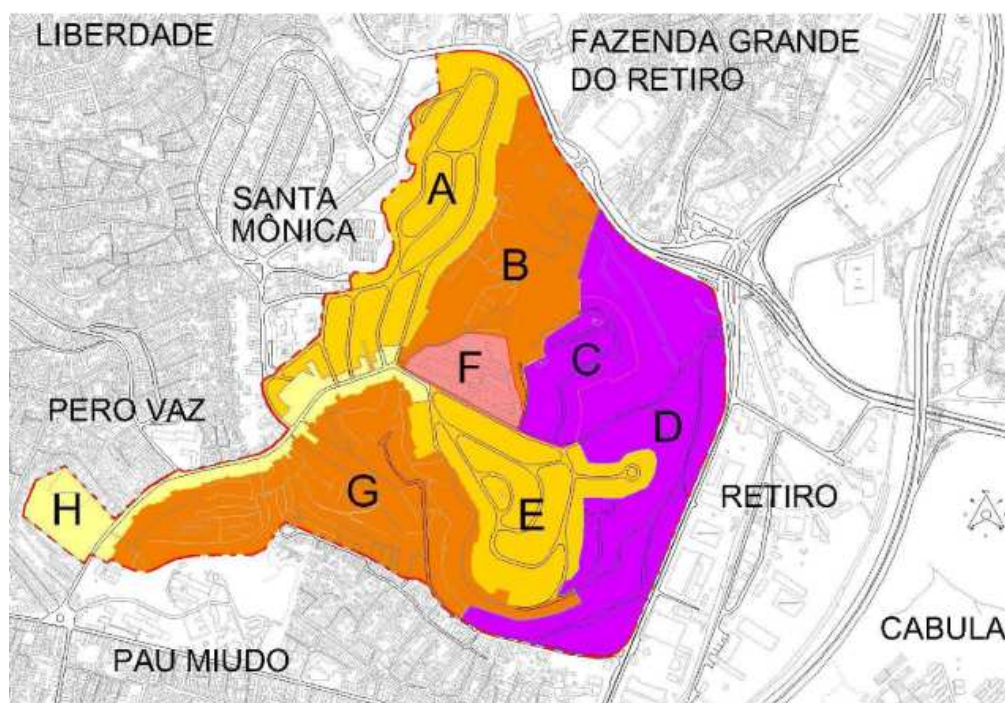 LIBERDADE
FAZENDA GRANDE
DO RETIRO
A
SANTA
MÔNICA
B
F
C
D
PERO VAZ
G
E
RETIRO
H
CABULA
PAU MIUDO